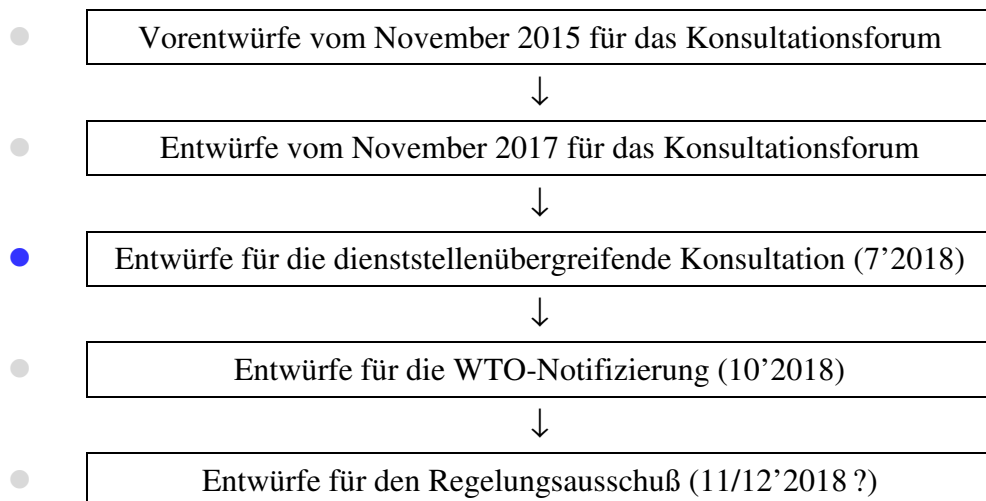 Vorentwürfe vom November 2015 für das Konsultationsforum
↓
Entwürfe vom November 2017 für das Konsultationsforum
↓
Entwürfe für die dienststellenübergreifende Konsultation (7’2018)
↓
Entwürfe für die WTO-Notifizierung (10’2018)
↓
Entwürfe für den Regelungsausschuß (11/12’2018 ?)